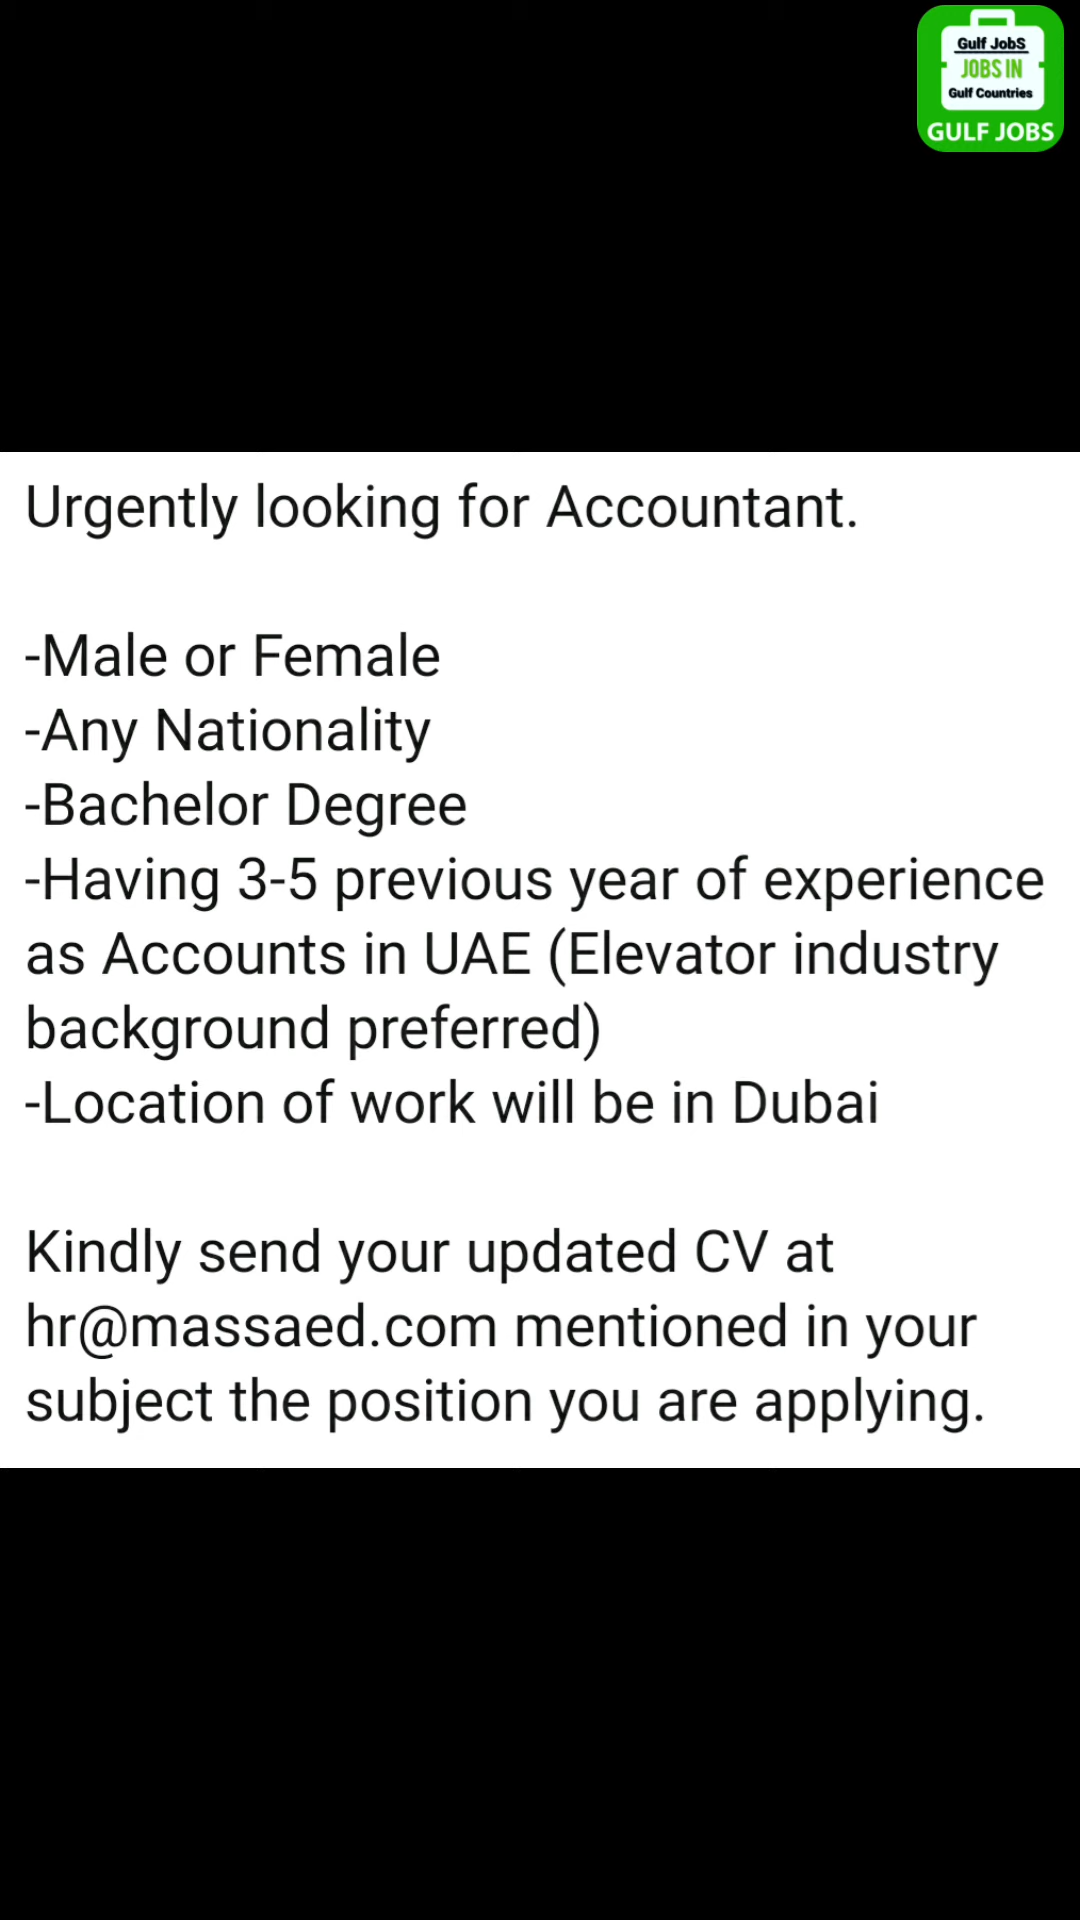 Gulf JobS
JOBS IN
Gulf Countries
GULF JOBS
Urgently looking for Accountant.
-Male or Female
-Any Nationality
-Bachelor Degree
-Having 3-5 previous year of experience
as Accounts in UAE (Elevator industry
background preferred)
-Location of work will be in Dubai
Kindly send your updated CV at
hr@massaed.com mentioned in your
subject the position you are applying.